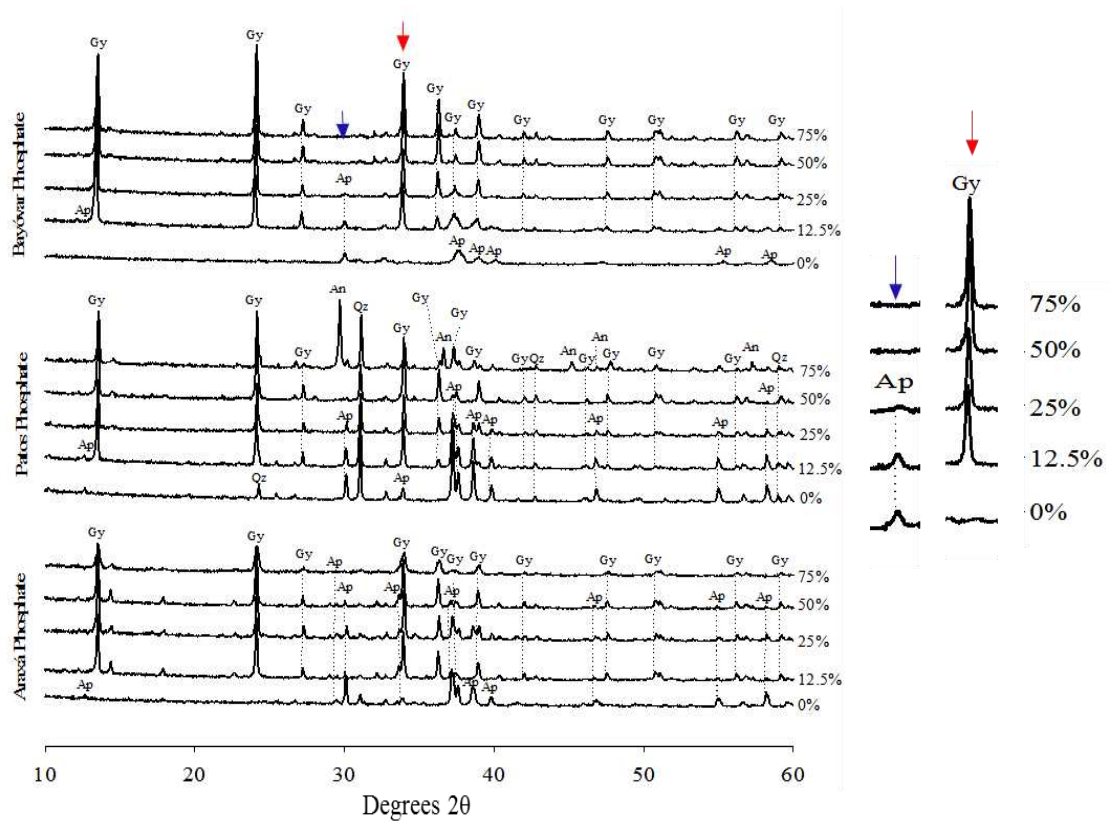 Gy Gy Gy
Gy Gy Gy Gy Gy Gy Gy Gy Gy
Bayóvar Phosphate
75%
50%
Ap
25%
Ap
12.5%
Ap Ap Ap Ap Ap
0%
Gy Gy An Qz Gy Gy
Gy Gy An Gy An Gy Qz An Gy Gy Gy Gy An Qz
Patos Phosphate
75%
Ap Ap
50%
Ap Ap Ap Ap Ap
25%
Ap
12.5%
Qz Ap
0%
Gy Gy Gy Ap Gy Gy Gy Gy Gy Gy Gy Gy Gy
Araxá Phosphate
75%
Ap Ap Ap Ap Ap
50%
25%
12.5%
Ap Ap Ap
0%
10 20 30 40 50 60
Degrees 2θ
Gy
75%
50%
Ap
25%
12.5%
0%